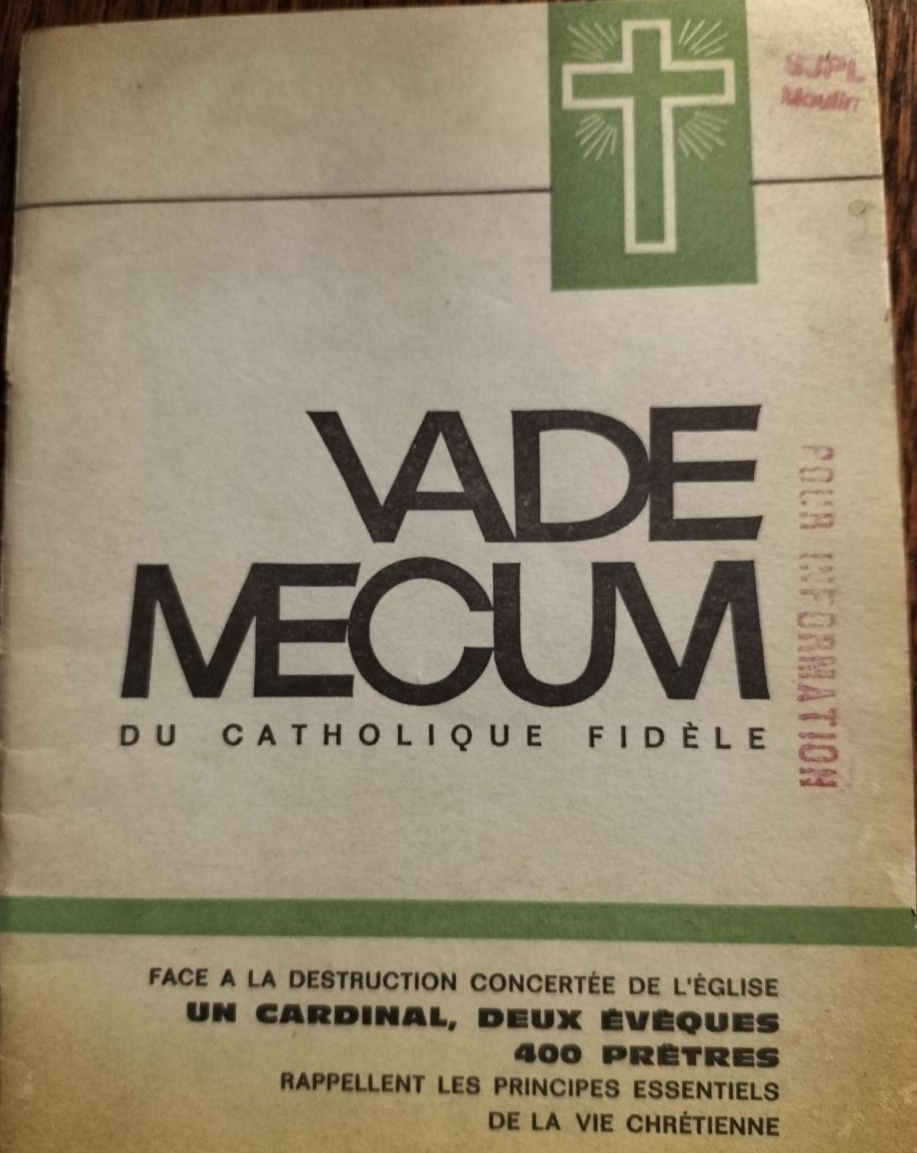 SJPL
Moulin
VADE
MECUM
DU CATHOLIQUE FIDÈLE
POUR INFORMATION
FACE A LA DESTRUCTION CONCERTÉE DE L'ÉGLISE
UN CARDINAL, DEUX ÉVÊQUES
400 PRÊTRES
RAPPELLENT LES PRINCIPES ESSENTIELS
DE LA VIE CHRÉTIENNE